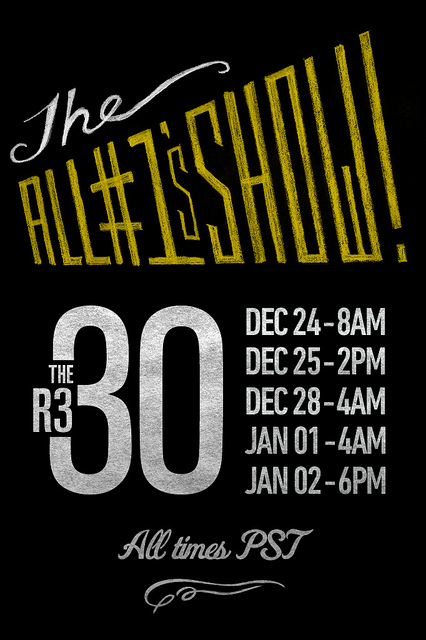 The
ALL #1's SHOW!
THE
R3
30
DEC 24-8AM
DEC 25-2PM
DEC 28-4AM
JAN 01-4AM
JAN 02-6PM
All times PST